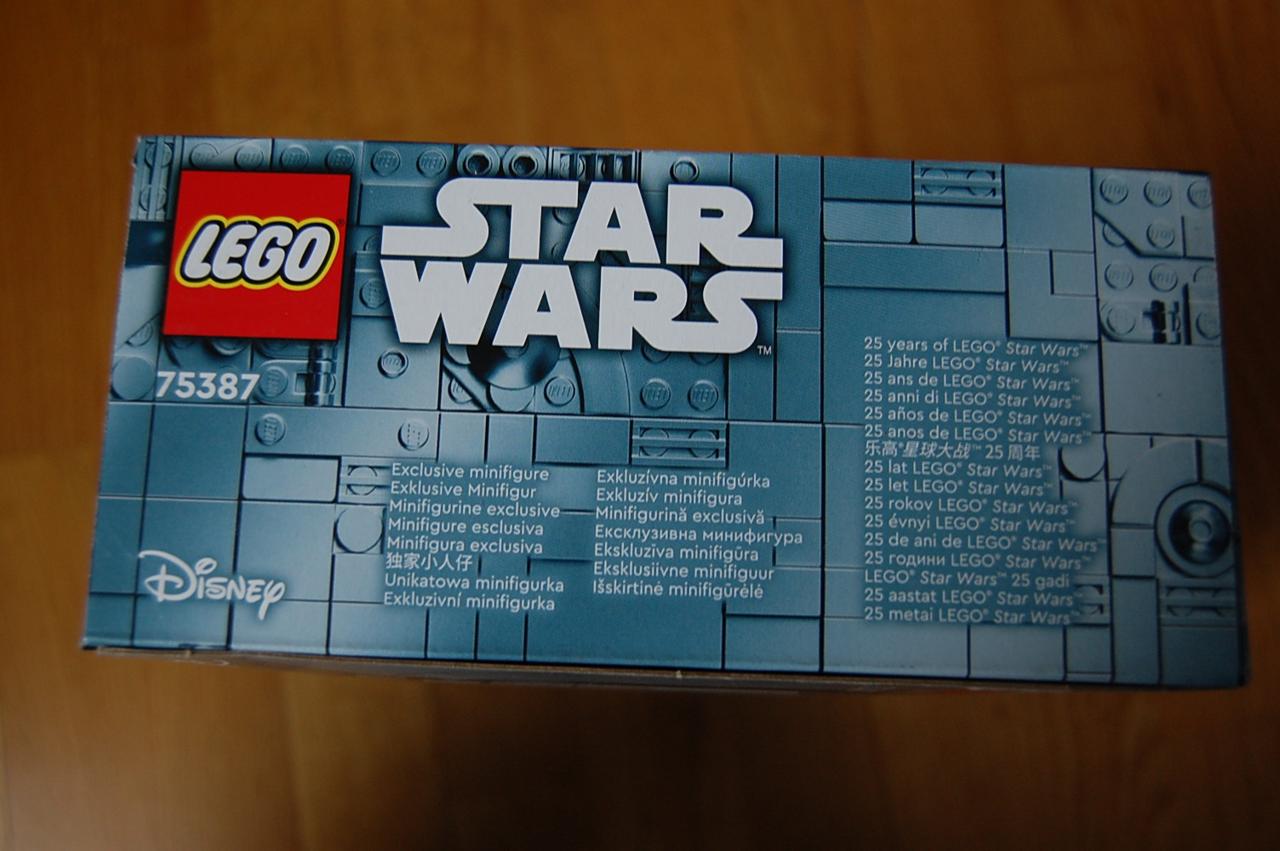 LEGO®
STAR
WARS™
75387
Exclusive minifigure
Exklusive Minifigur
Minifigurine exclusive
Minifigure esclusiva
Minifigura exclusiva
独家小人仔
Unikatowa minifigurka
Exkluzivní minifigurka
Exkluzívna minifigúrka
Exkluzív minifigura
Minifigurină exclusivă
Ексклузивна минифигура
Ekskluzīva minifigūra
Eksklusiivne minifiguur
Išskirtinė minifigūrėlė
25 years of LEGO® Star Wars™
25 Jahre LEGO® Star Wars™
25 ans de LEGO® Star Wars™
25 anni di LEGO® Star Wars™
25 años de LEGO® Star Wars™
25 anos de LEGO® Star Wars™
乐高®星球大战™ 25 周年
25 lat LEGO® Star Wars™
25 let LEGO® Star Wars™
25 rokov LEGO® Star Wars™
25 évnyi LEGO® Star Wars™
25 de ani de LEGO® Star Wars™
25 години LEGO® Star Wars™
LEGO® Star Wars™ 25 gadi
25 aastat LEGO® Star Wars™
25 metai LEGO® Star Wars™
Disney